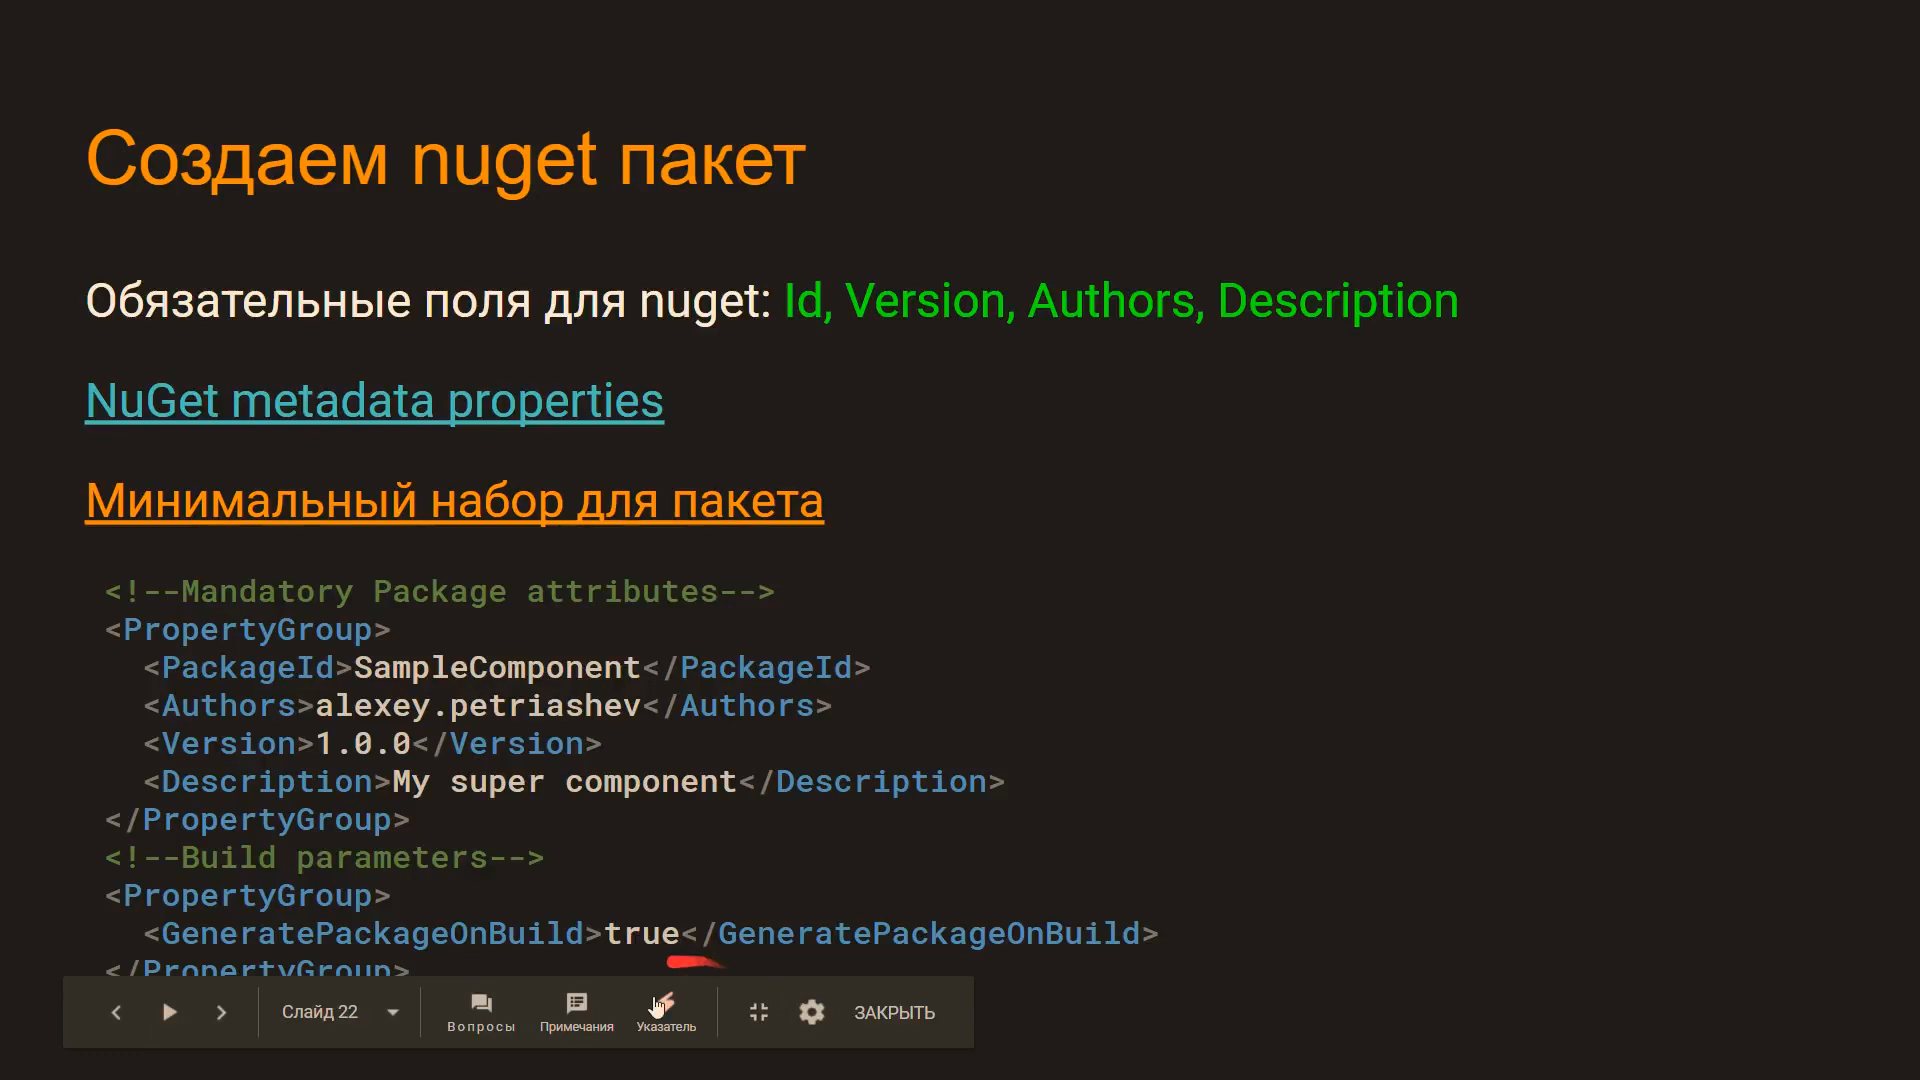 Создаем nuget пакет
Обязательные поля для nuget: Id, Version, Authors, Description
NuGet metadata properties
Минимальный набор для пакета
<!--Mandatory Package attributes-->
<PropertyGroup>
  <PackageId>SampleComponent</PackageId>
  <Authors>alexey.petriashev</Authors>
  <Version>1.0.0</Version>
  <Description>My super component</Description>
</PropertyGroup>
<!--Build parameters-->
<PropertyGroup>
  <GeneratePackageOnBuild>true</GeneratePackageOnBuild>
</PropertyGroup>
Слайд 22
Вопросы
Примечания
Указатель
ЗАКРЫТЬ